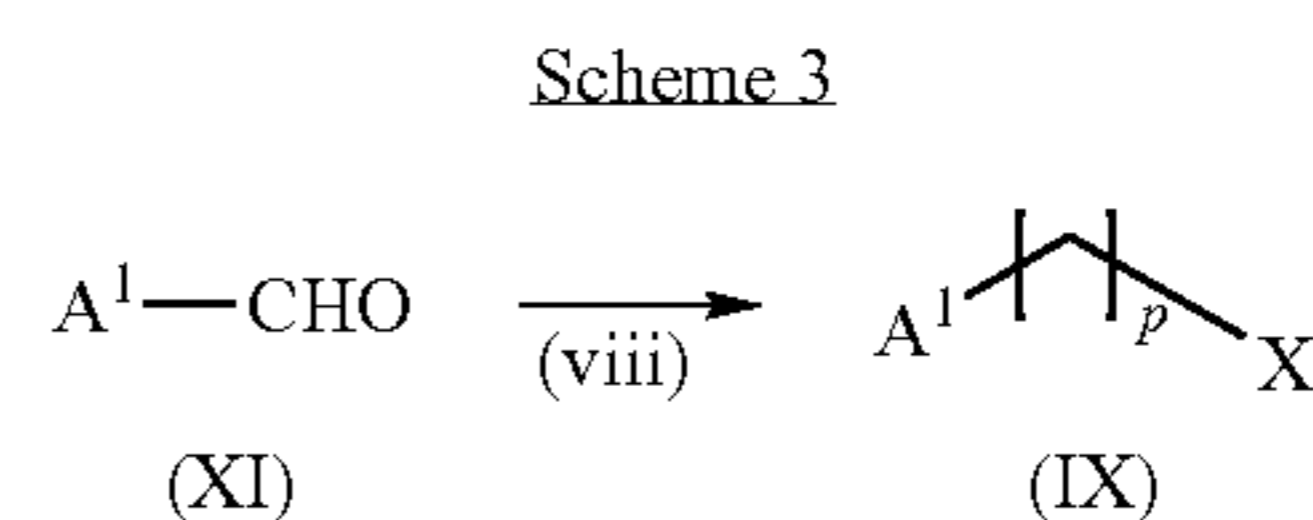 Scheme 3
A¹—CHO
(viii)
A¹ [ ]p X
(XI) (IX)